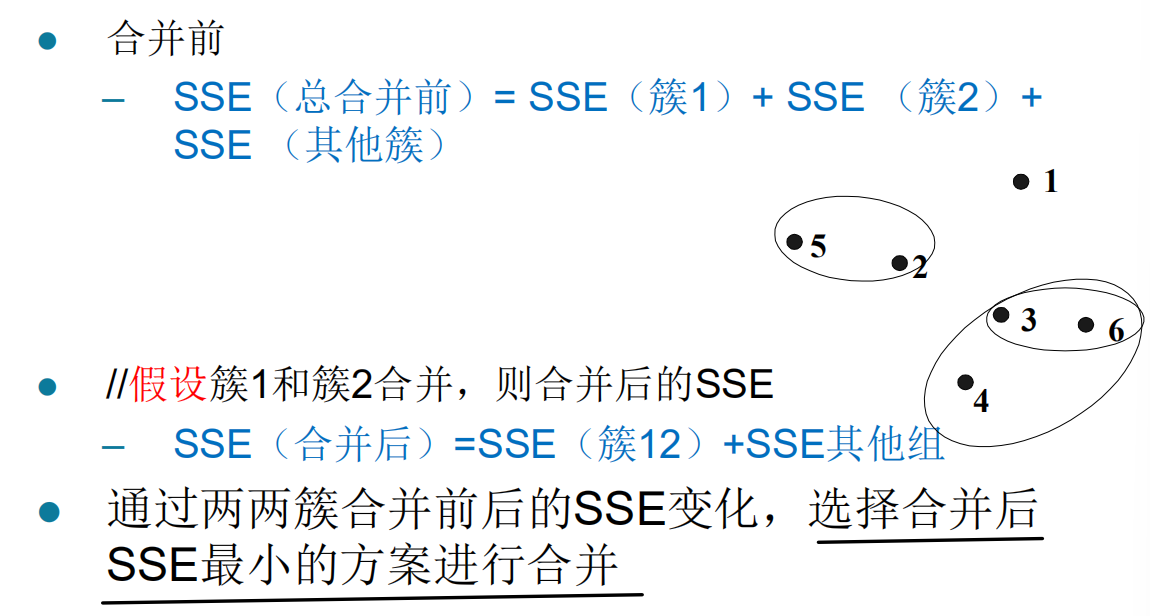 ● 合并前
– SSE（总合并前）= SSE（簇1）+ SSE （簇2）+
SSE （其他簇）
1
5
2
3
6
● //假设簇1和簇2合并，则合并后的SSE
4
– SSE（合并后）=SSE（簇12）+SSE其他组
● 通过两两簇合并前后的SSE变化，选择合并后
SSE最小的方案进行合并